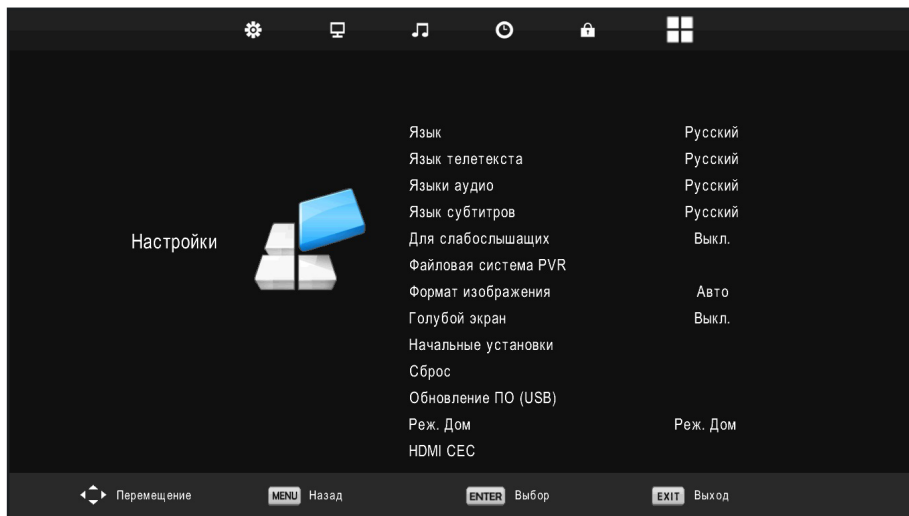 Язык Русский
Язык телетекста Русский
Языки аудио Русский
Язык субтитров Русский
Настройки
Для слабослышащих Выкл.
Файловая система PVR
Формат изображения Авто
Голубой экран Выкл.
Начальные установки
Сброс
Обновление ПО (USB)
Реж. Дом Реж. Дом
HDMI CEC
Перемещение MENU Назад ENTER Выбор EXIT Выход